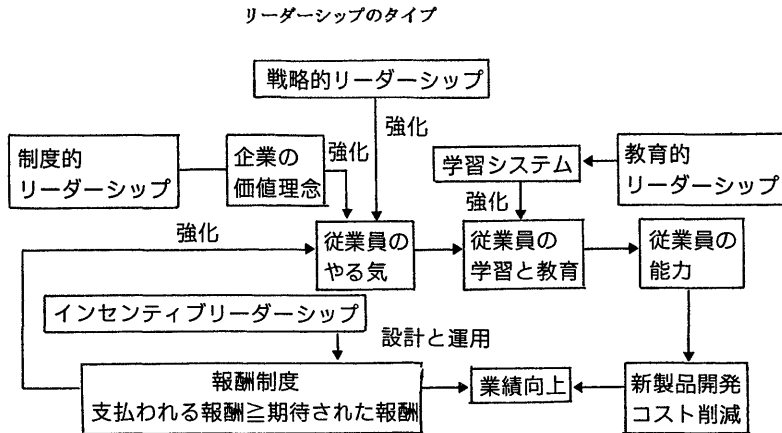 リーダーシップのタイプ
戦略的リーダーシップ
強化
制度的
リーダーシップ
企業の
価値理念
強化
学習システム
教育的
リーダーシップ
強化
強化
従業員の
やる気
従業員の
学習と教育
従業員の
能力
インセンティブリーダーシップ
設計と運用
報酬制度
支払われる報酬≧期待された報酬
業績向上
新製品開発
コスト削減